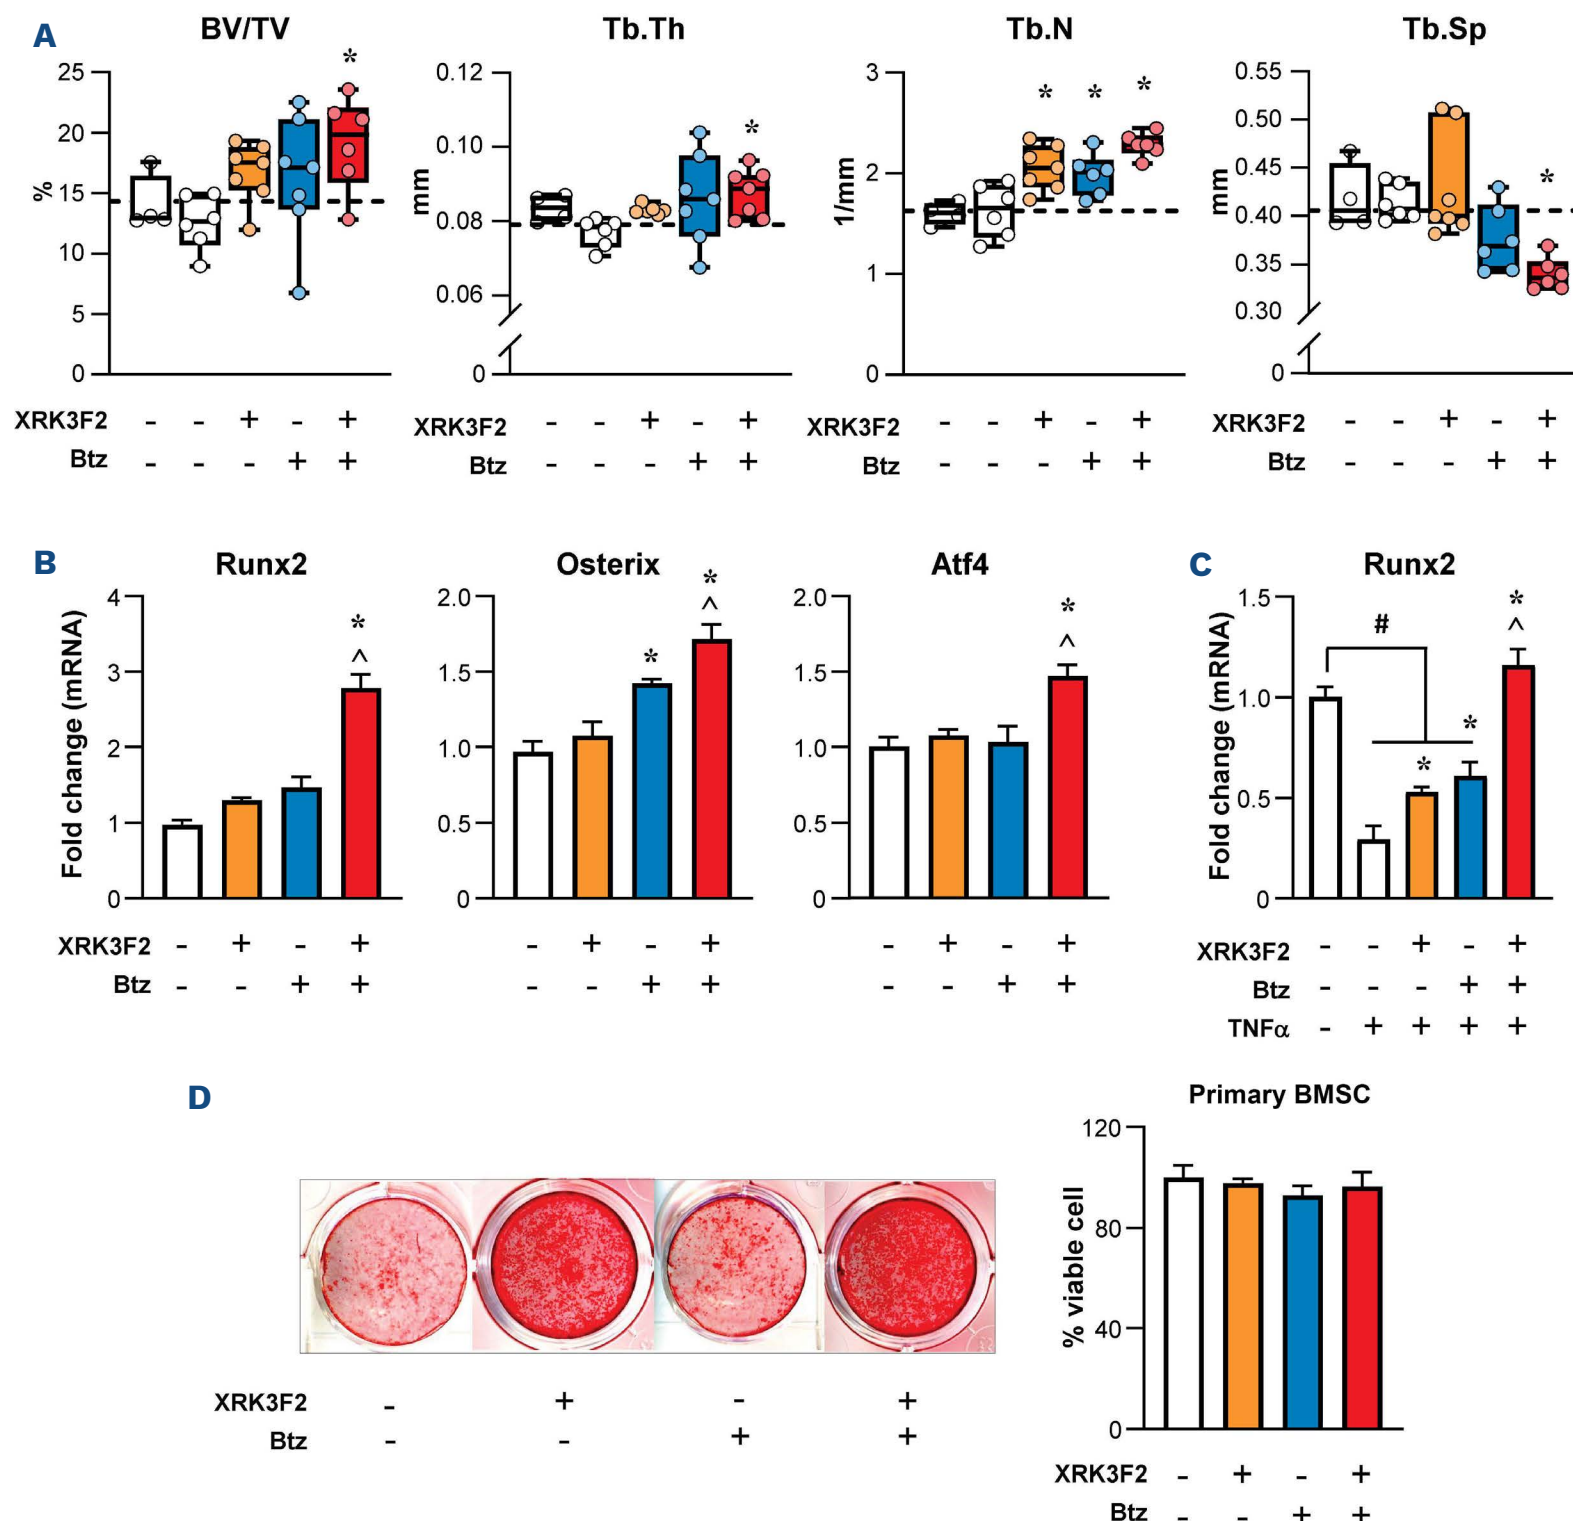 A
BV/TV
Tb.Th
Tb.N
Tb.Sp
*
25
20
15
10
5
0
%
*
0.12
0.10
0.08
0.06
0
mm
* * *
3
2
1
0
1/mm
*
0.55
0.50
0.45
0.40
0.35
0.30
0
mm
XRK3F2 - - + - +
Btz - - - + +
XRK3F2 - - + - +
Btz - - - + +
XRK3F2 - - + - +
Btz - - - + +
XRK3F2 - - + - +
Btz - - - + +
B
Runx2
Osterix
Atf4
Fold change (mRNA)
4
3
2
1
0
*
^
2.0
1.5
1.0
0.5
0
*
*
^
2.0
1.5
1.0
0.5
0
*
^
XRK3F2 - + - +
Btz - - + +
- + - +
- - + +
- + - +
- - + +
C
Runx2
Fold change (mRNA)
1.5
1.0
0.5
0
#
*
*
*
^
XRK3F2 - - + - +
Btz - - - + +
TNFα - + + + +
D
XRK3F2 - + - +
Btz - - + +
Primary BMSC
% viable cell
120
80
40
0
XRK3F2 - + - +
Btz - - + +